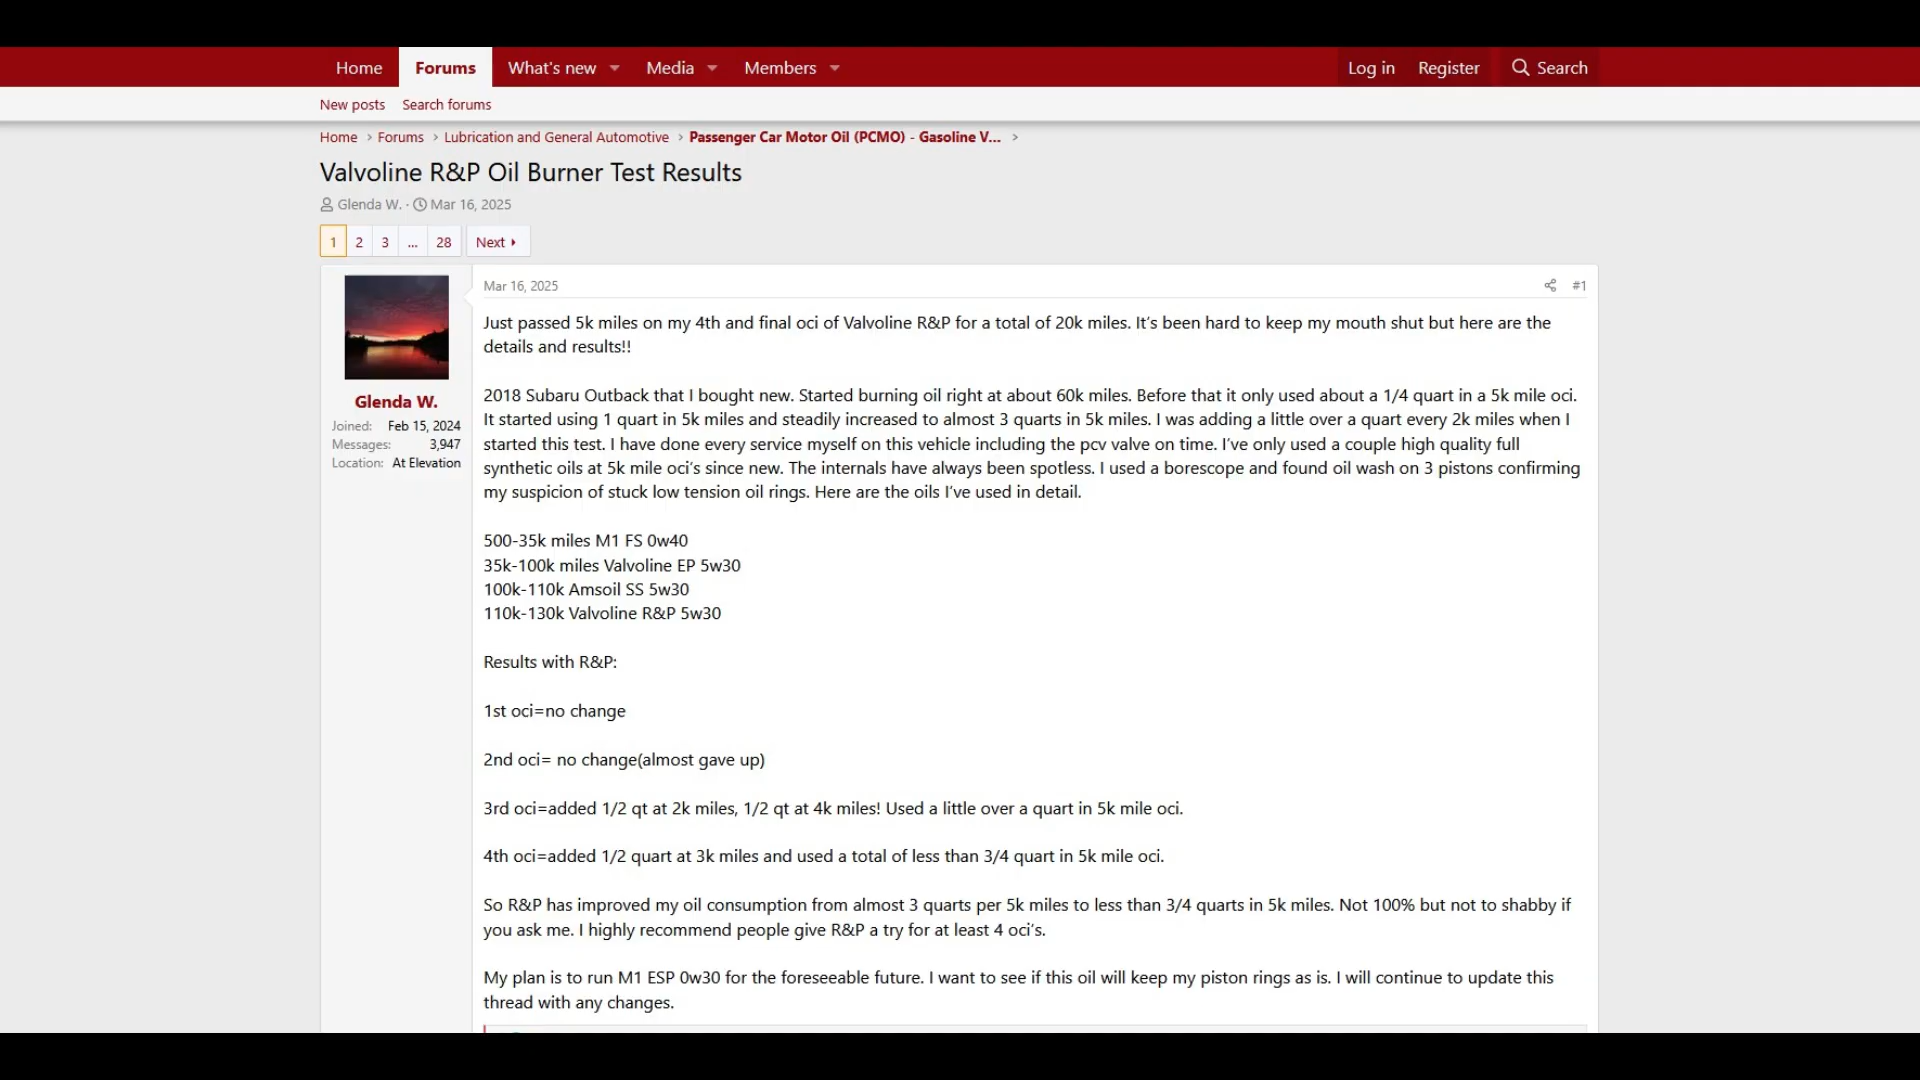 Home Forums What's new Media Members Log in Register Search
New posts Search forums
Home > Forums > Lubrication and General Automotive > Passenger Car Motor Oil (PCMO) - Gasoline V... >
Valvoline R&P Oil Burner Test Results
Glenda W. · Mar 16, 2025
1 2 3 ... 28 Next
Mar 16, 2025 #1
Glenda W.
Joined: Feb 15, 2024
Messages: 3,947
Location: At Elevation
Just passed 5k miles on my 4th and final oci of Valvoline R&P for a total of 20k miles. It's been hard to keep my mouth shut but here are the
details and results!!
2018 Subaru Outback that I bought new. Started burning oil right at about 60k miles. Before that it only used about a 1/4 quart in a 5k mile oci.
It started using 1 quart in 5k miles and steadily increased to almost 3 quarts in 5k miles. I was adding a little over a quart every 2k miles when I
started this test. I have done every service myself on this vehicle including the pcv valve on time. I've only used a couple high quality full
synthetic oils at 5k mile oci's since new. The internals have always been spotless. I used a borescope and found oil wash on 3 pistons confirming
my suspicion of stuck low tension oil rings. Here are the oils I've used in detail.
500-35k miles M1 FS 0w40
35k-100k miles Valvoline EP 5w30
100k-110k Amsoil SS 5w30
110k-130k Valvoline R&P 5w30
Results with R&P:
1st oci=no change
2nd oci= no change(almost gave up)
3rd oci=added 1/2 qt at 2k miles, 1/2 qt at 4k miles! Used a little over a quart in 5k mile oci.
4th oci=added 1/2 quart at 3k miles and used a total of less than 3/4 quart in 5k mile oci.
So R&P has improved my oil consumption from almost 3 quarts per 5k miles to less than 3/4 quarts in 5k miles. Not 100% but not to shabby if
you ask me. I highly recommend people give R&P a try for at least 4 oci's.
My plan is to run M1 ESP 0w30 for the foreseeable future. I want to see if this oil will keep my piston rings as is. I will continue to update this
thread with any changes.